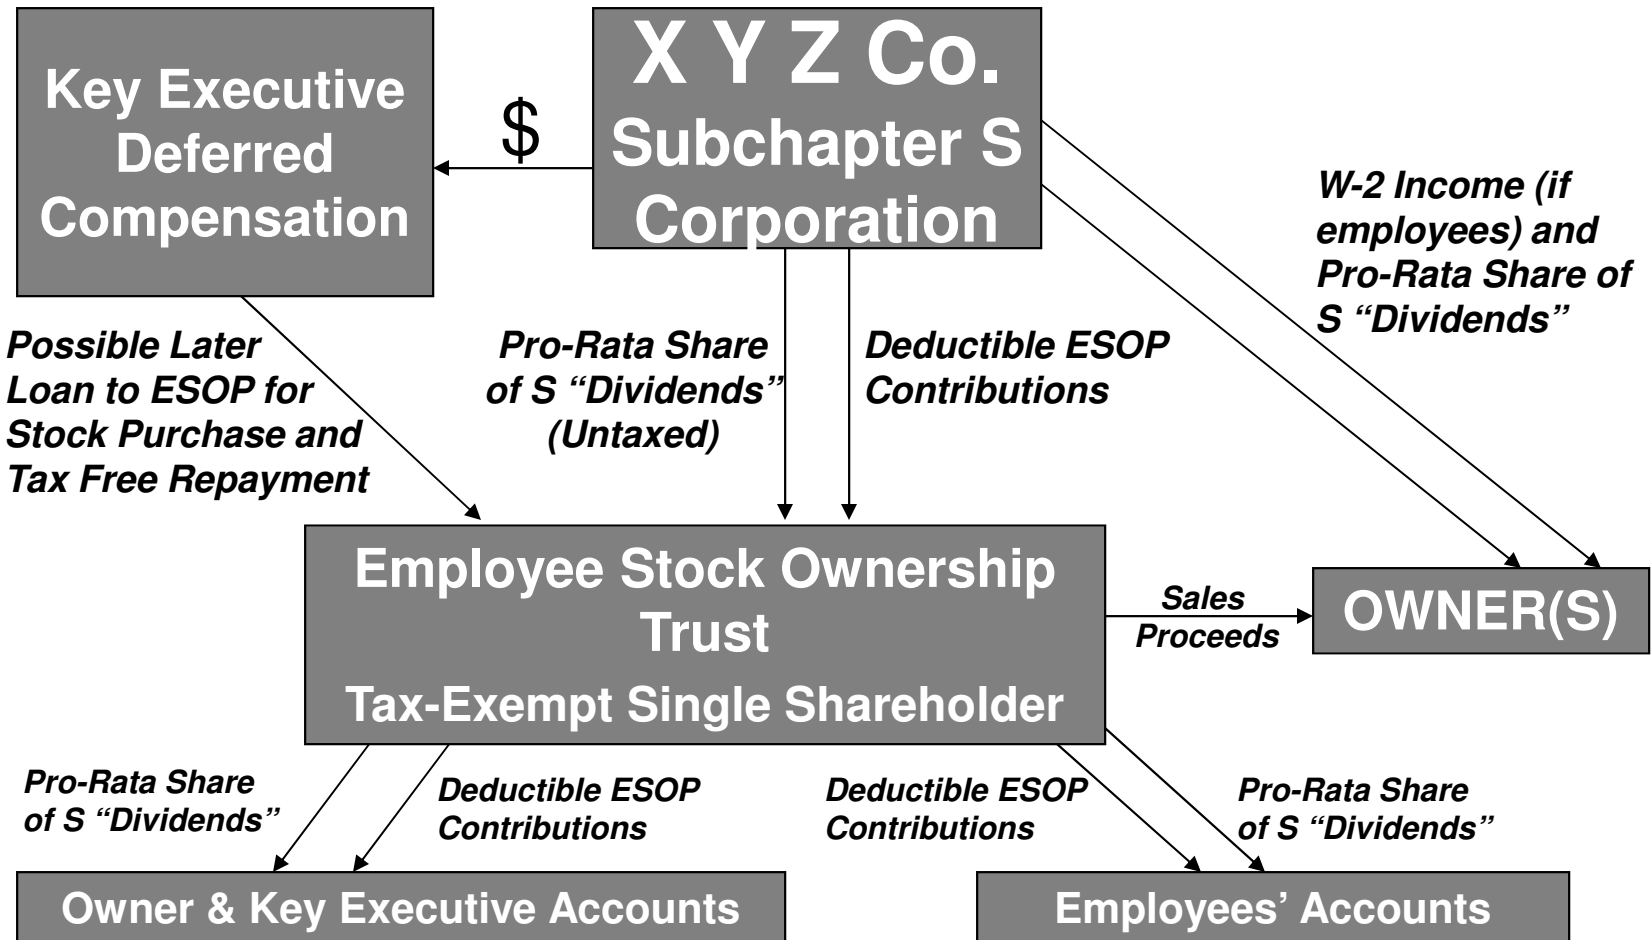 Key Executive
Deferred
Compensation
$
X Y Z Co.
Subchapter S
Corporation
W-2 Income (if
employees) and
Pro-Rata Share of
S “Dividends”
Possible Later
Loan to ESOP for
Stock Purchase and
Tax Free Repayment
Pro-Rata Share
of S “Dividends”
(Untaxed)
Deductible ESOP
Contributions
Employee Stock Ownership
Trust
Tax-Exempt Single Shareholder
Sales
Proceeds
OWNER(S)
Pro-Rata Share
of S “Dividends”
Deductible ESOP
Contributions
Deductible ESOP
Contributions
Pro-Rata Share
of S “Dividends”
Owner & Key Executive Accounts
Employees’ Accounts